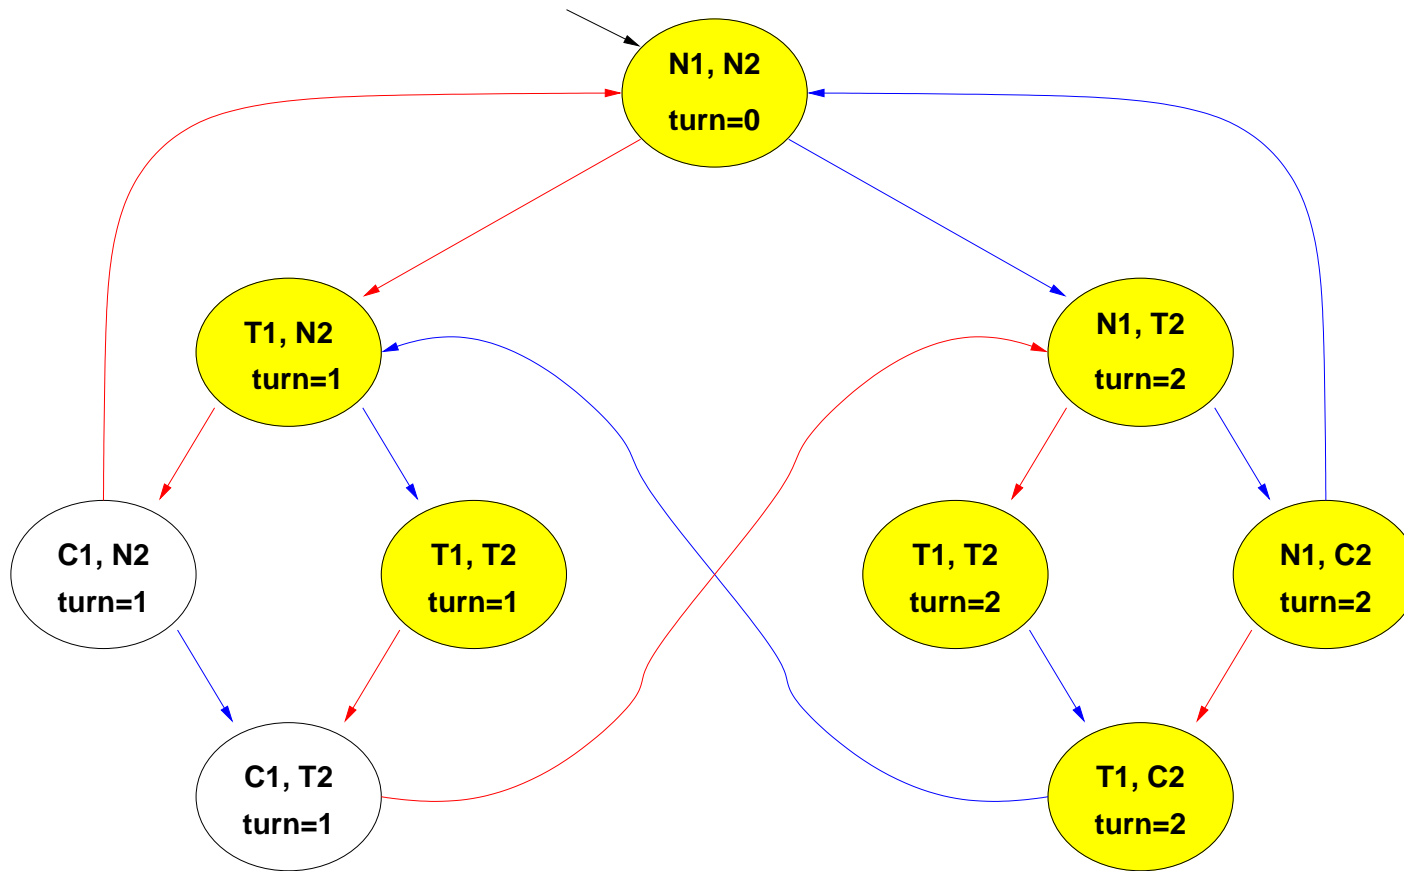 N1, N2
turn=0
T1, N2
turn=1
N1, T2
turn=2
C1, N2
turn=1
T1, T2
turn=1
T1, T2
turn=2
N1, C2
turn=2
C1, T2
turn=1
T1, C2
turn=2